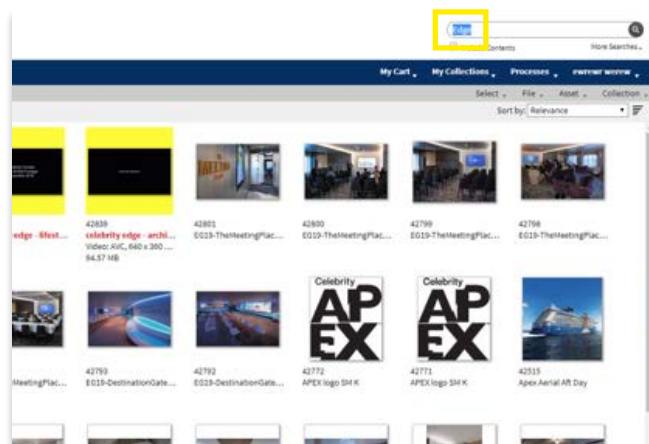 Edge
Contents
More Searches
My Cart
My Collections
Processes
ewrewr werew
Select
File
Asset
Collection
Sort by: Relevance
edge - lifest...
42839
celebrity edge - archi...
Video: AVC, 640 x 360 ...
94.57 MB
42801
EG19-TheMeetingPlac...
42800
EG19-TheMeetingPlac...
42799
EG19-TheMeetingPlac...
42798
EG19-TheMeetingPlac...
MeetingPlac...
42793
EG19-DestinationGate...
42792
EG19-DestinationGate...
Celebrity
APEX
42772
APEX logo SM K
Celebrity
APEX
42771
APEX logo SM K
42515
Apex Aerial Aft Day